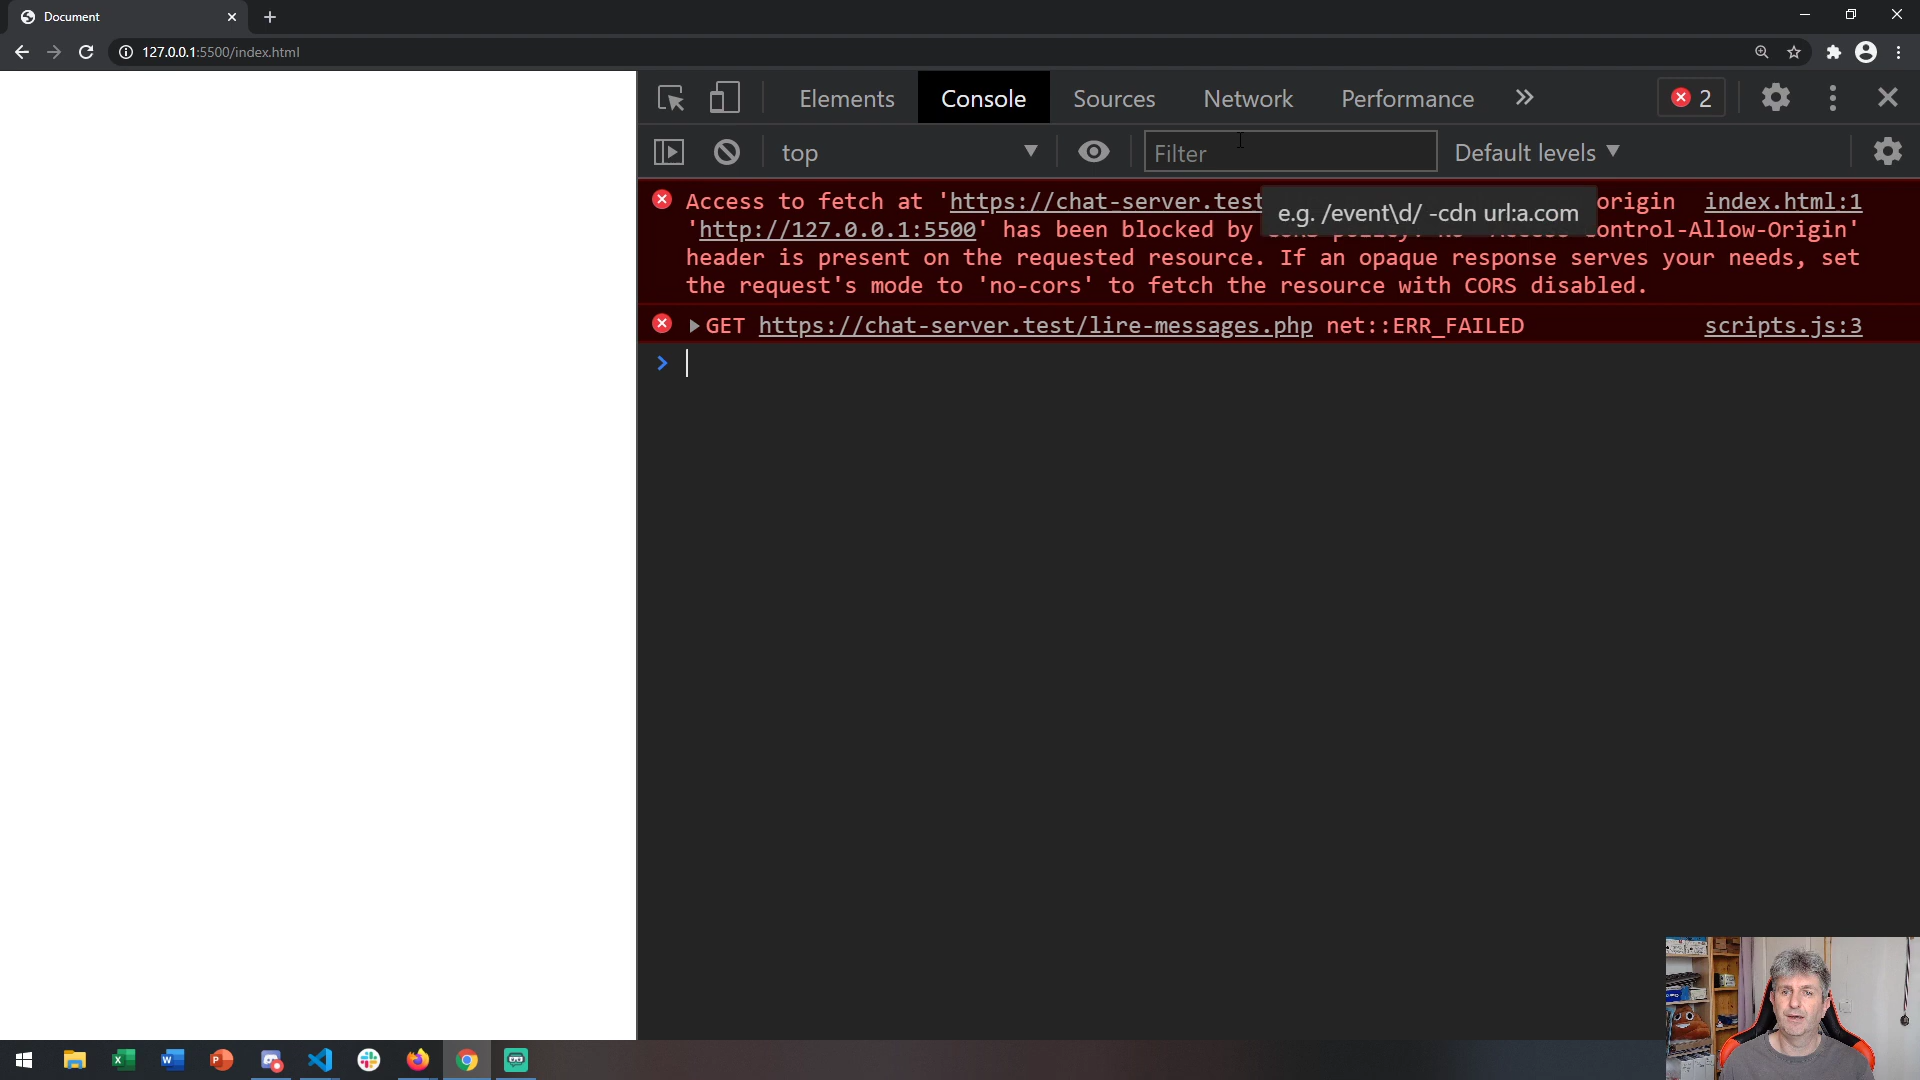 Document
127.0.0.1:5500/index.html
Elements
Console
Sources
Network
Performance
2
top
Filter
Default levels
e.g. /event\d/ -cdn url:a.com
Access to fetch at 'https://chat-server.test origin index.html:1
'http://127.0.0.1:5500' has been blocked by ontrol-Allow-Origin'
header is present on the requested resource. If an opaque response serves your needs, set
the request's mode to 'no-cors' to fetch the resource with CORS disabled.
GET https://chat-server.test/lire-messages.php net::ERR_FAILED scripts.js:3